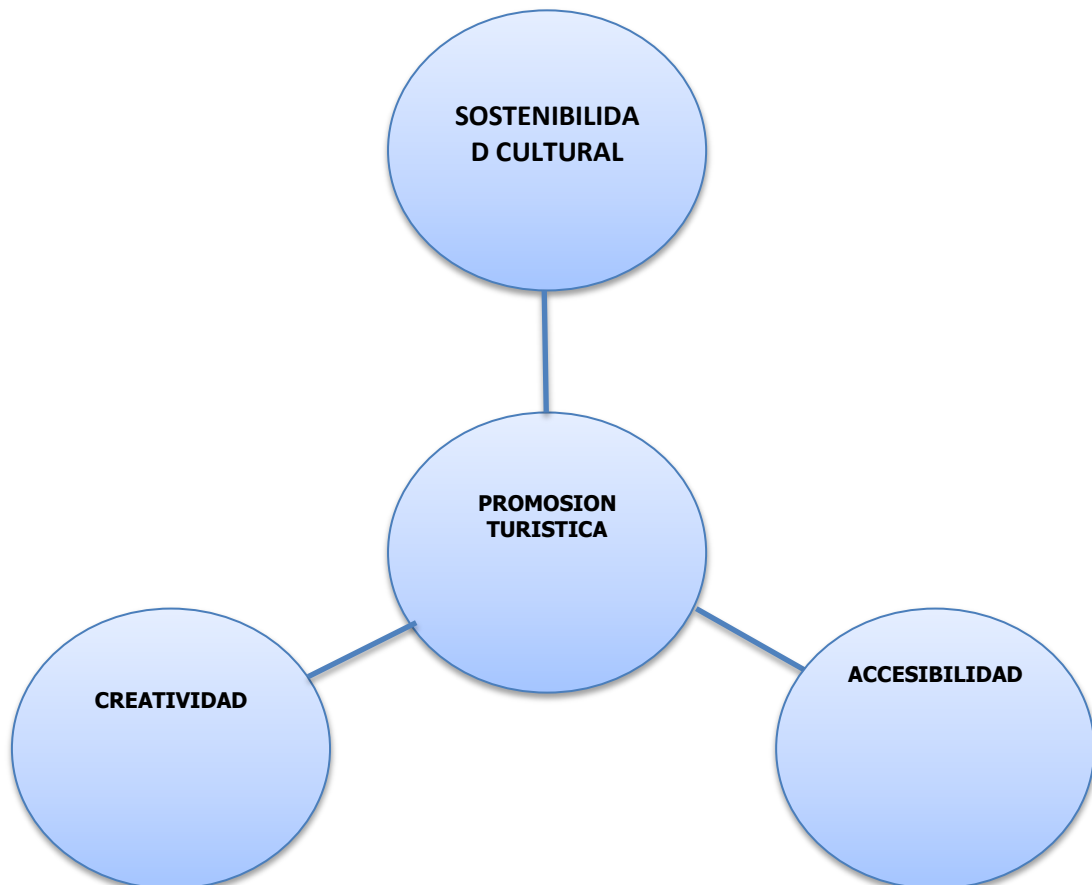 SOSTENIBILIDA
D CULTURAL
PROMOSION
TURISTICA
CREATIVIDAD
ACCESIBILIDAD